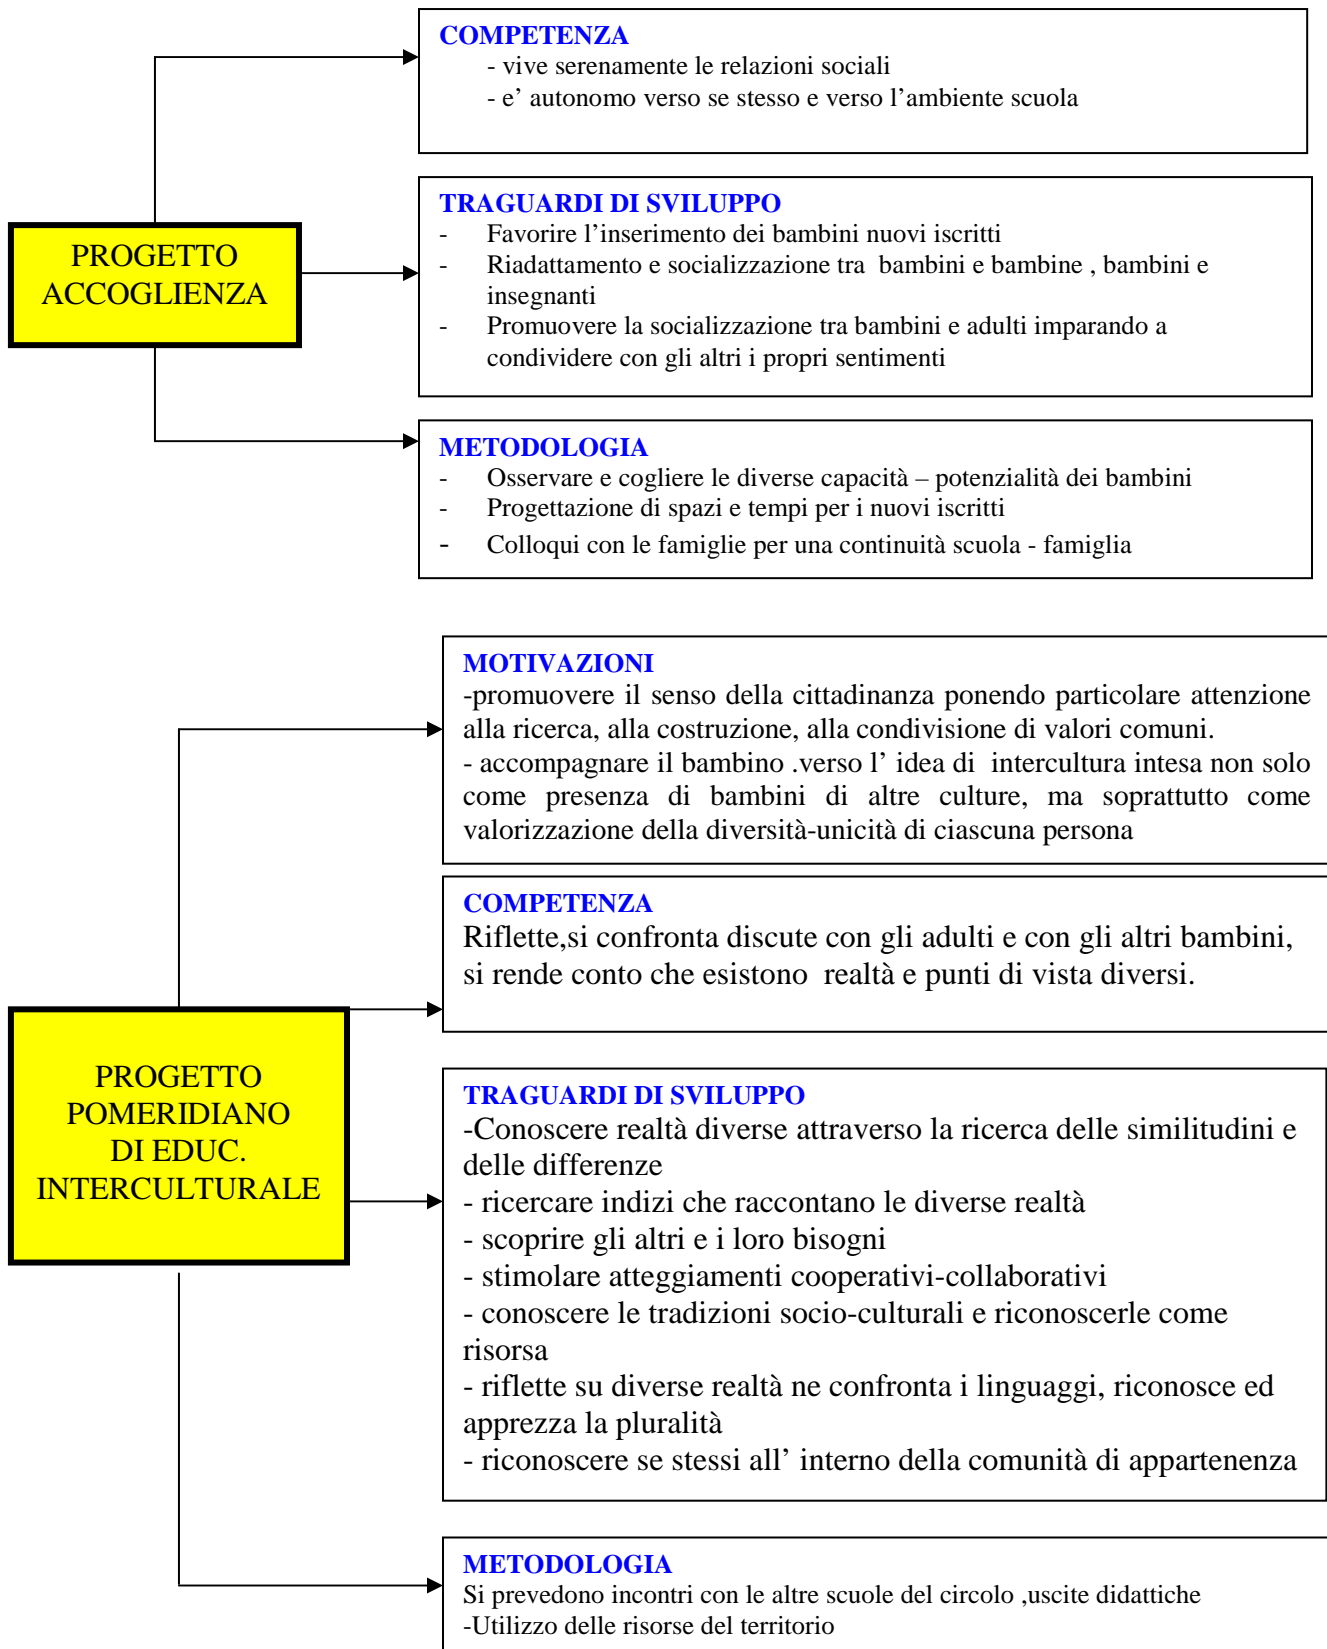 COMPETENZA
- vive serenamente le relazioni sociali
- e’ autonomo verso se stesso e verso l’ambiente scuola
PROGETTO
ACCOGLIENZA
TRAGUARDI DI SVILUPPO
- Favorire l’inserimento dei bambini nuovi iscritti
- Riadattamento e socializzazione tra bambini e bambine , bambini e
insegnanti
- Promuovere la socializzazione tra bambini e adulti imparando a
condividere con gli altri i propri sentimenti
METODOLOGIA
- Osservare e cogliere le diverse capacità – potenzialità dei bambini
- Progettazione di spazi e tempi per i nuovi iscritti
- Colloqui con le famiglie per una continuità scuola - famiglia
MOTIVAZIONI
-promuovere il senso della cittadinanza ponendo particolare attenzione
alla ricerca, alla costruzione, alla condivisione di valori comuni.
- accompagnare il bambino .verso l’ idea di intercultura intesa non solo
come presenza di bambini di altre culture, ma soprattutto come
valorizzazione della diversità-unicità di ciascuna persona
COMPETENZA
Riflette,si confronta discute con gli adulti e con gli altri bambini,
si rende conto che esistono realtà e punti di vista diversi.
PROGETTO
POMERIDIANO
DI EDUC.
INTERCULTURALE
TRAGUARDI DI SVILUPPO
-Conoscere realtà diverse attraverso la ricerca delle similitudini e
delle differenze
- ricercare indizi che raccontano le diverse realtà
- scoprire gli altri e i loro bisogni
- stimolare atteggiamenti cooperativi-collaborativi
- conoscere le tradizioni socio-culturali e riconoscerle come
risorsa
- riflette su diverse realtà ne confronta i linguaggi, riconosce ed
apprezza la pluralità
- riconoscere se stessi all’ interno della comunità di appartenenza
METODOLOGIA
Si prevedono incontri con le altre scuole del circolo ,uscite didattiche
-Utilizzo delle risorse del territorio